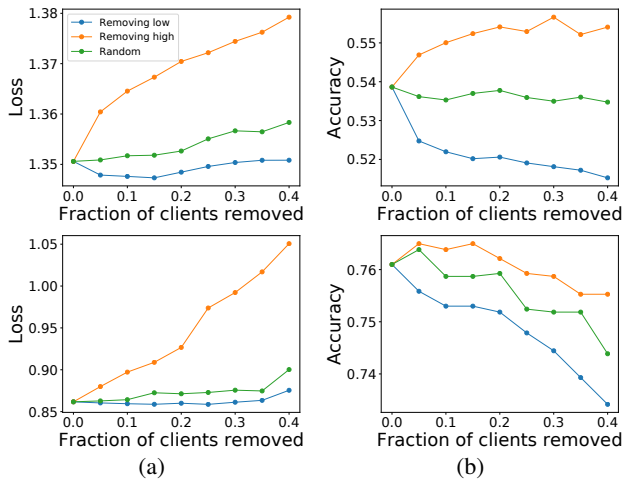 1.38
1.37
1.36
1.35
Loss
Removing low
Removing high
Random
0.0 0.1 0.2 0.3 0.4
Fraction of clients removed
0.55
0.54
0.53
0.52
Accuracy
0.0 0.1 0.2 0.3 0.4
Fraction of clients removed
1.05
1.00
0.95
0.90
0.85
Loss
0.0 0.1 0.2 0.3 0.4
Fraction of clients removed
(a)
0.76
0.75
0.74
Accuracy
0.0 0.1 0.2 0.3 0.4
Fraction of clients removed
(b)